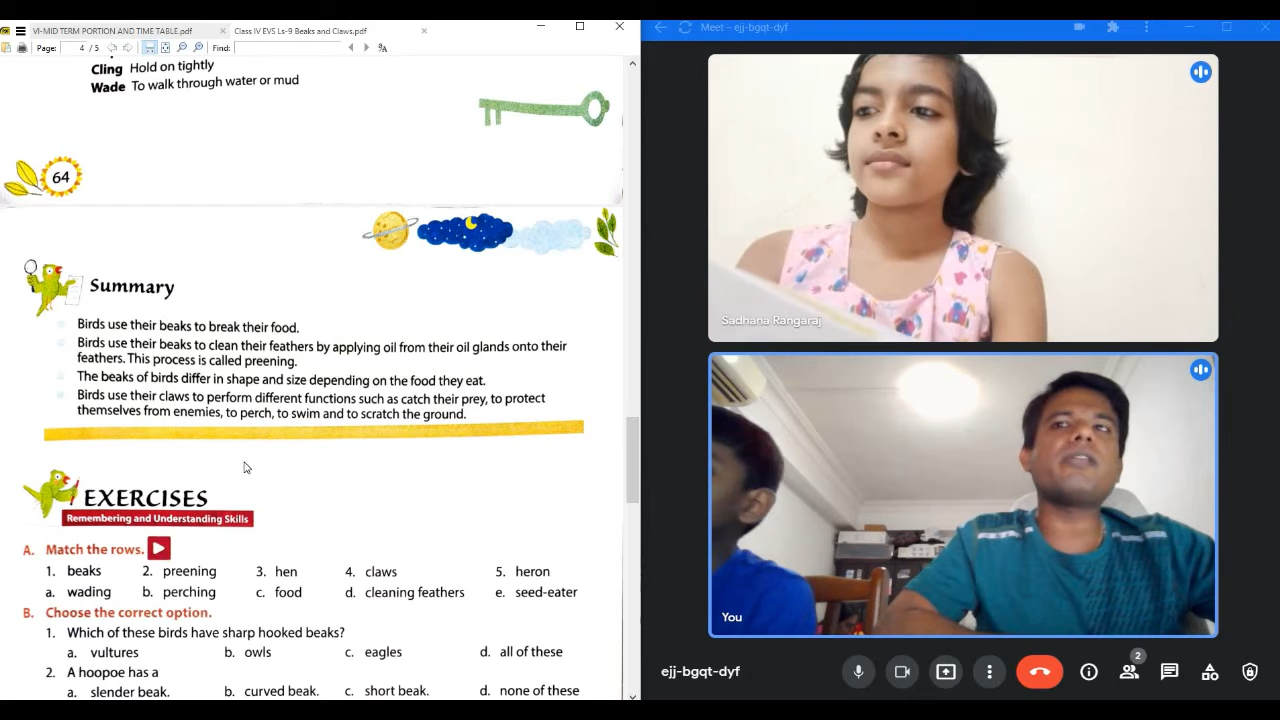 VI-MID TERM PORTION AND TIME TABLE.pdf
Class IV EVS Ls-9 Beaks and Claws.pdf
Page: 4 / 5 Find:
Cling Hold on tightly
Wade To walk through water or mud
64
Summary
Birds use their beaks to break their food.
Birds use their beaks to clean their feathers by applying oil from their oil glands onto their
feathers. This process is called preening.
The beaks of birds differ in shape and size depending on the food they eat.
Birds use their claws to perform different functions such as catch their prey, to protect
themselves from enemies, to perch, to swim and to scratch the ground.
EXERCISES
Remembering and Understanding Skills
A. Match the rows.
1. beaks 2. preening 3. hen 4. claws 5. heron
a. wading b. perching c. food d. cleaning feathers e. seed-eater
B. Choose the correct option.
1. Which of these birds have sharp hooked beaks?
a. vultures b. owls c. eagles d. all of these
2. A hoopoe has a
a. slender beak. b. curved beak. c. short beak. d. none of these
Meet – ejj-bgqt-dyf
Sadhana Rangaraj
You
ejj-bgqt-dyf
2